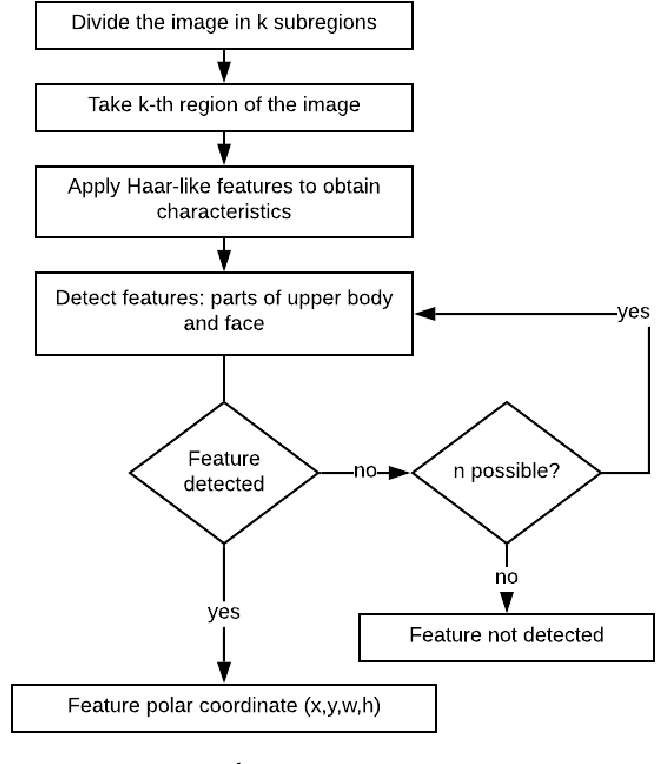 Divide the image in k subregions
Take k-th region of the image
Apply Haar-like features to obtain
characteristics
Detect features: parts of upper body
and face
yes
Feature
detected
no
n possible?
no
yes
Feature not detected
Feature polar coordinate (x,y,w,h)